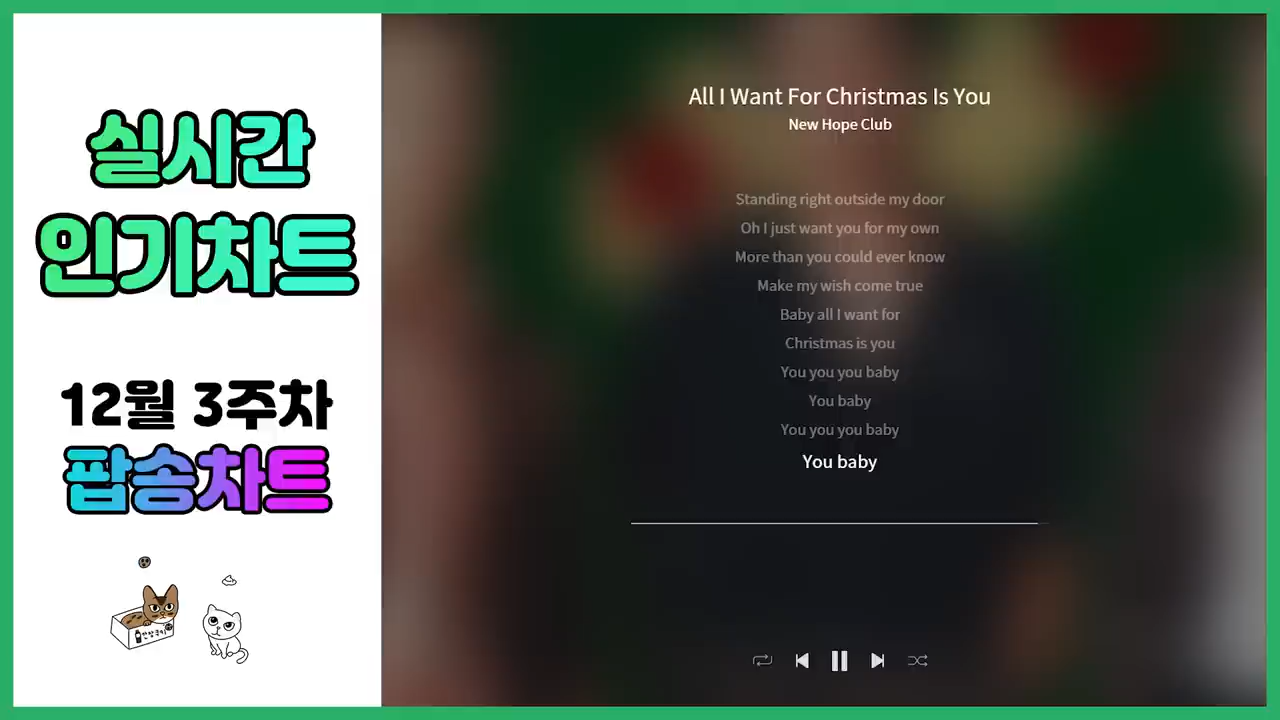 실시간
인기차트
12월 3주차
팝송차트
All I Want For Christmas Is You
New Hope Club
Standing right outside my door
Oh I just want you for my own
More than you could ever know
Make my wish come true
Baby all I want for
Christmas is you
You you you baby
You baby
You you you baby
You baby